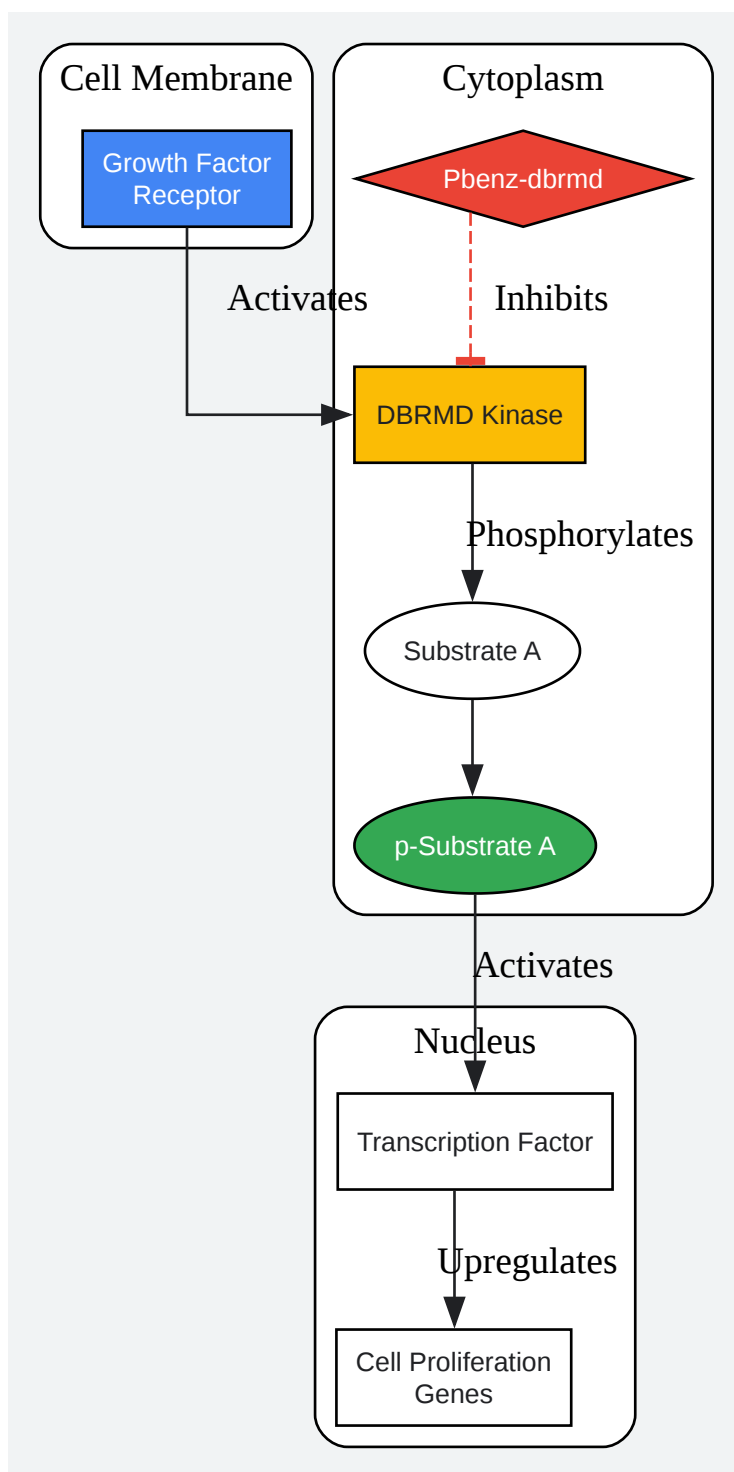 Cell Membrane
Growth Factor
Receptor
Cytoplasm
Pbenz-dbrmd
Activates
Inhibits
DBRMD Kinase
Phosphorylates
Substrate A
p-Substrate A
Activates
Nucleus
Transcription Factor
Upregulates
Cell Proliferation
Genes